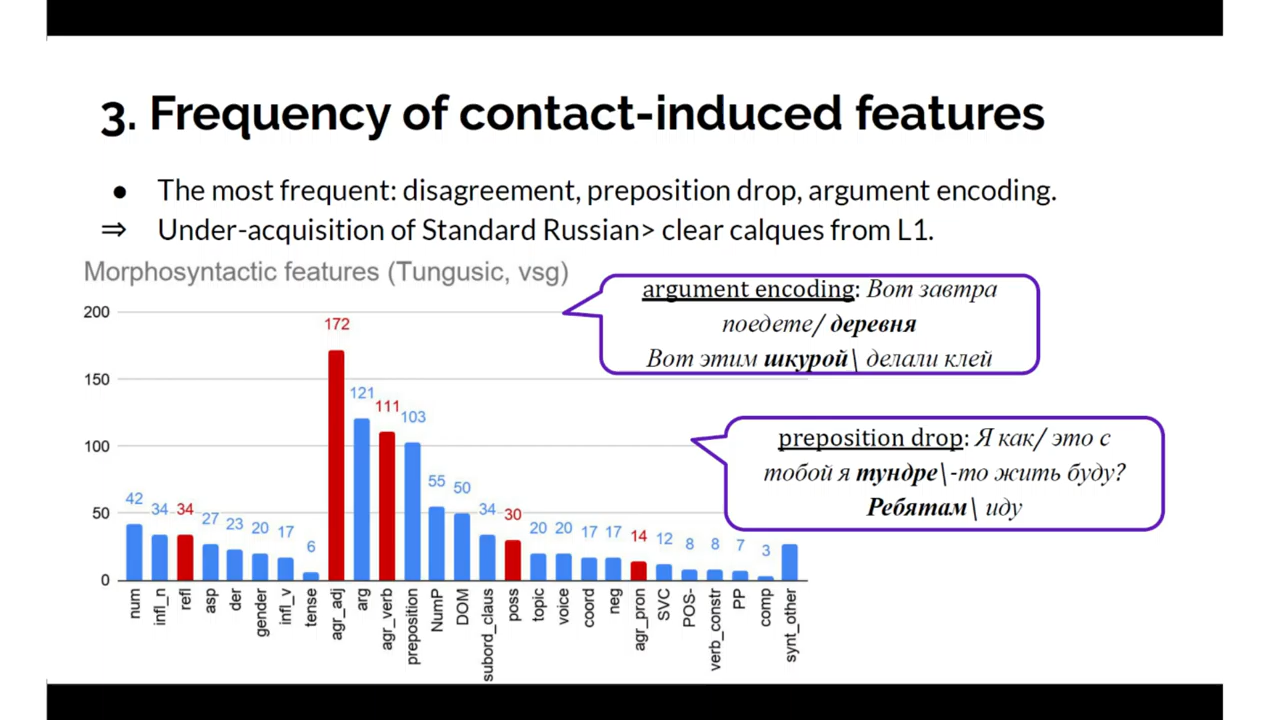 3. Frequency of contact-induced features
● The most frequent: disagreement, preposition drop, argument encoding.
⇒ Under-acquisition of Standard Russian> clear calques from L1.
Morphosyntactic features (Tungusic, vsg)
argument encoding: Вот завтра
поедете/ деревня
Вот этим шкурой\ делали клей
preposition drop: Я как/ это с
тобой я тундре\-то жить буду?
Ребятам\ иду
200
150
100
50
0
42 34 34 27 23 20 17 6 172 121 111 103 55 50 34 30 20 20 17 17 14 12 8 8 7 3
num infl_n refl asp der gender infl_v tense agr_adj arg agr_verb preposition NumP DOM subord_claus poss topic voice coord neg agr_pron SVC POS- verb_constr PP comp synt_other